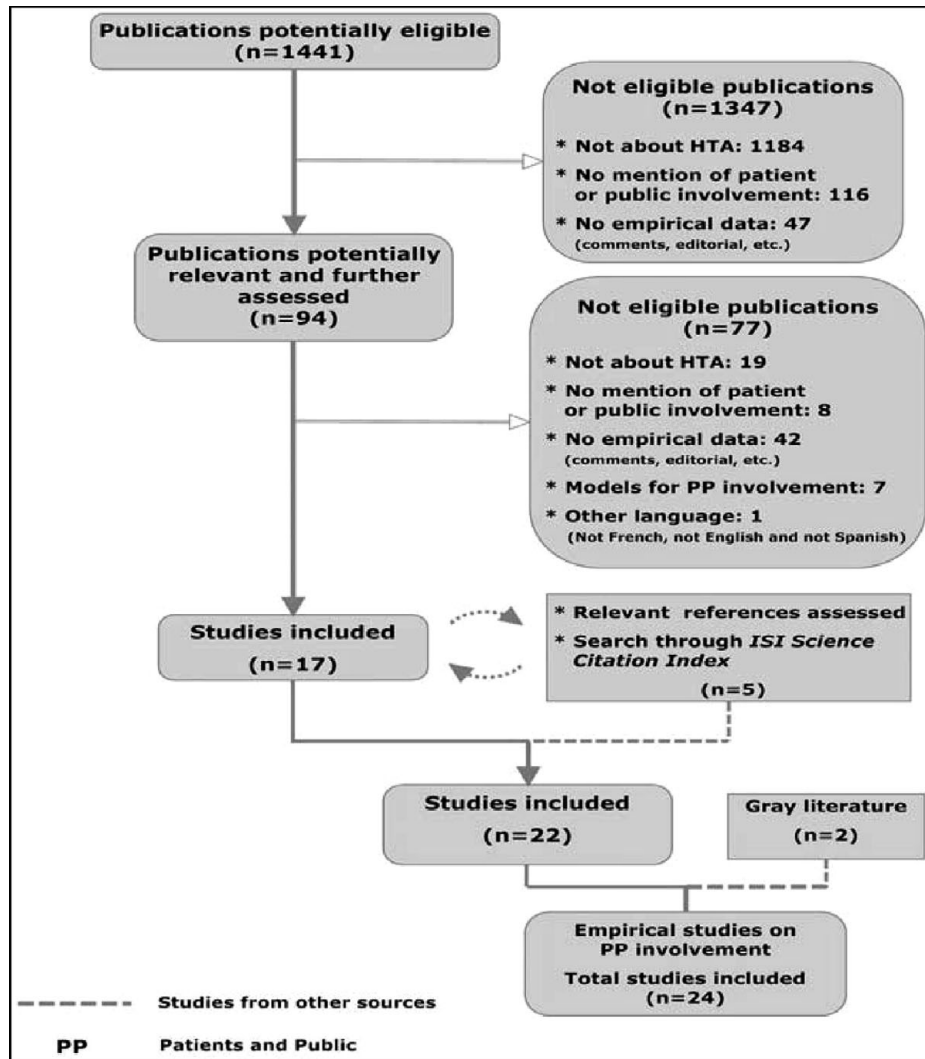 Publications potentially eligible
(n=1441)
Not eligible publications
(n=1347)
* Not about HTA: 1184
* No mention of patient
or public involvement: 116
* No empirical data: 47
(comments, editorial, etc.)
Publications potentially
relevant and further
assessed
(n=94)
Not eligible publications
(n=77)
* Not about HTA: 19
* No mention of patient
or public involvement: 8
* No empirical data: 42
(comments, editorial, etc.)
* Models for PP involvement: 7
* Other language: 1
(Not French, not English and not Spanish)
Studies included
(n=17)
* Relevant references assessed
* Search through ISI Science
Citation Index
(n=5)
Studies included
(n=22)
Gray literature
(n=2)
Empirical studies on
PP involvement
Total studies included
(n=24)
Studies from other sources
PP Patients and Public